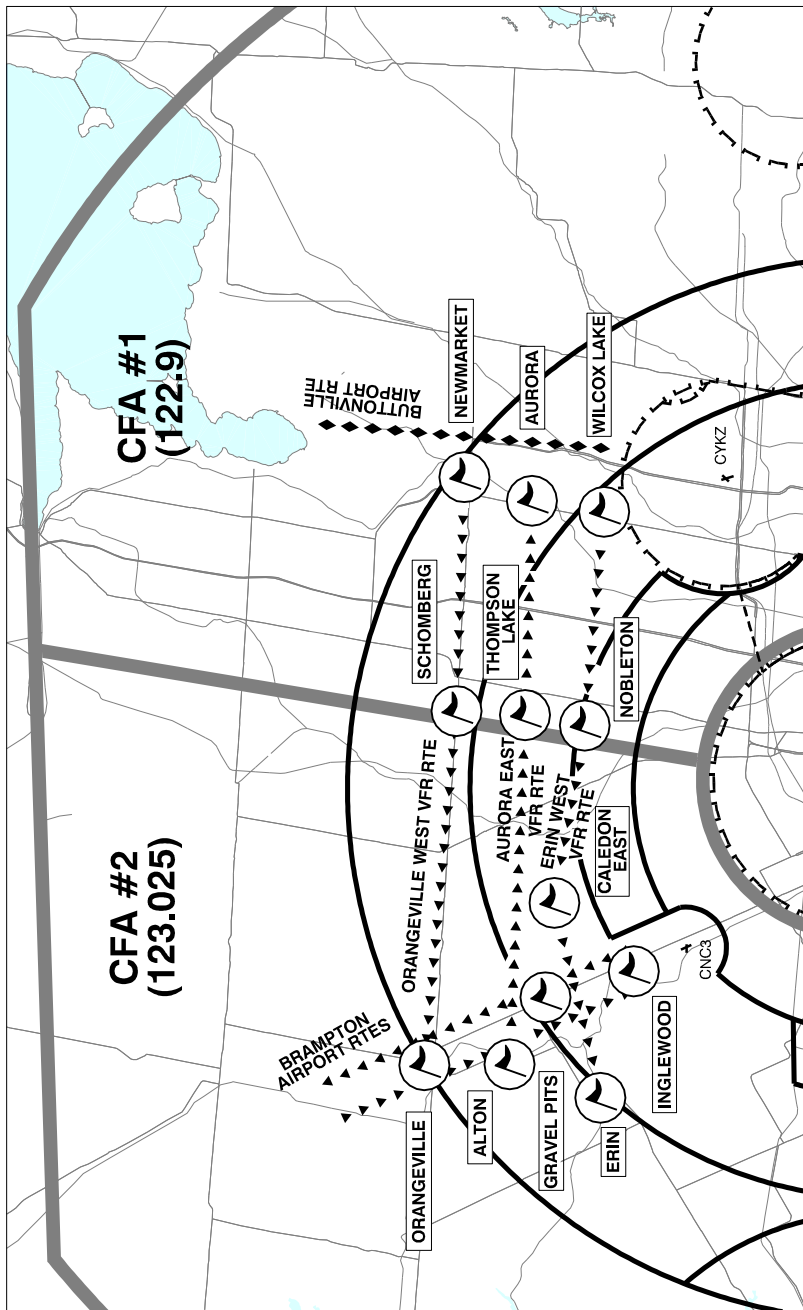 CFA #1
(122.9)
CFA #2
(123.025)
BUTTONVILLE
AIRPORT RTE
NEWMARKET
AURORA
WILCOX LAKE
CYKZ
SCHOMBERG
THOMPSON
LAKE
NOBLETON
ORANGEVILLE WEST VFR RTE
AURORA EAST
VFR RTE
ERIN WEST
VFR RTE
CALEDON
EAST
CNC3
BRAMPTON
AIRPORT RTES
ORANGEVILLE
ALTON
GRAVEL PITS
ERIN
INGLEWOOD